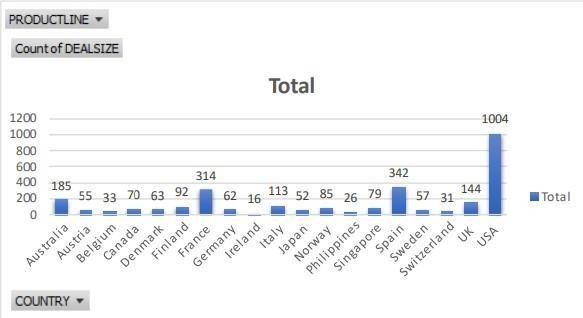 PRODUCTLINE
Count of DEALSIZE
Total
1200
1000
800
600
400
200
0
185
55
33
70
63
92
314
62
16
113
52
85
26
79
342
57
31
144
1004
Australia
Austria
Belgium
Canada
Denmark
Finland
France
Germany
Ireland
Italy
Japan
Norway
Philippines
Singapore
Spain
Sweden
Switzerland
UK
USA
Total
COUNTRY